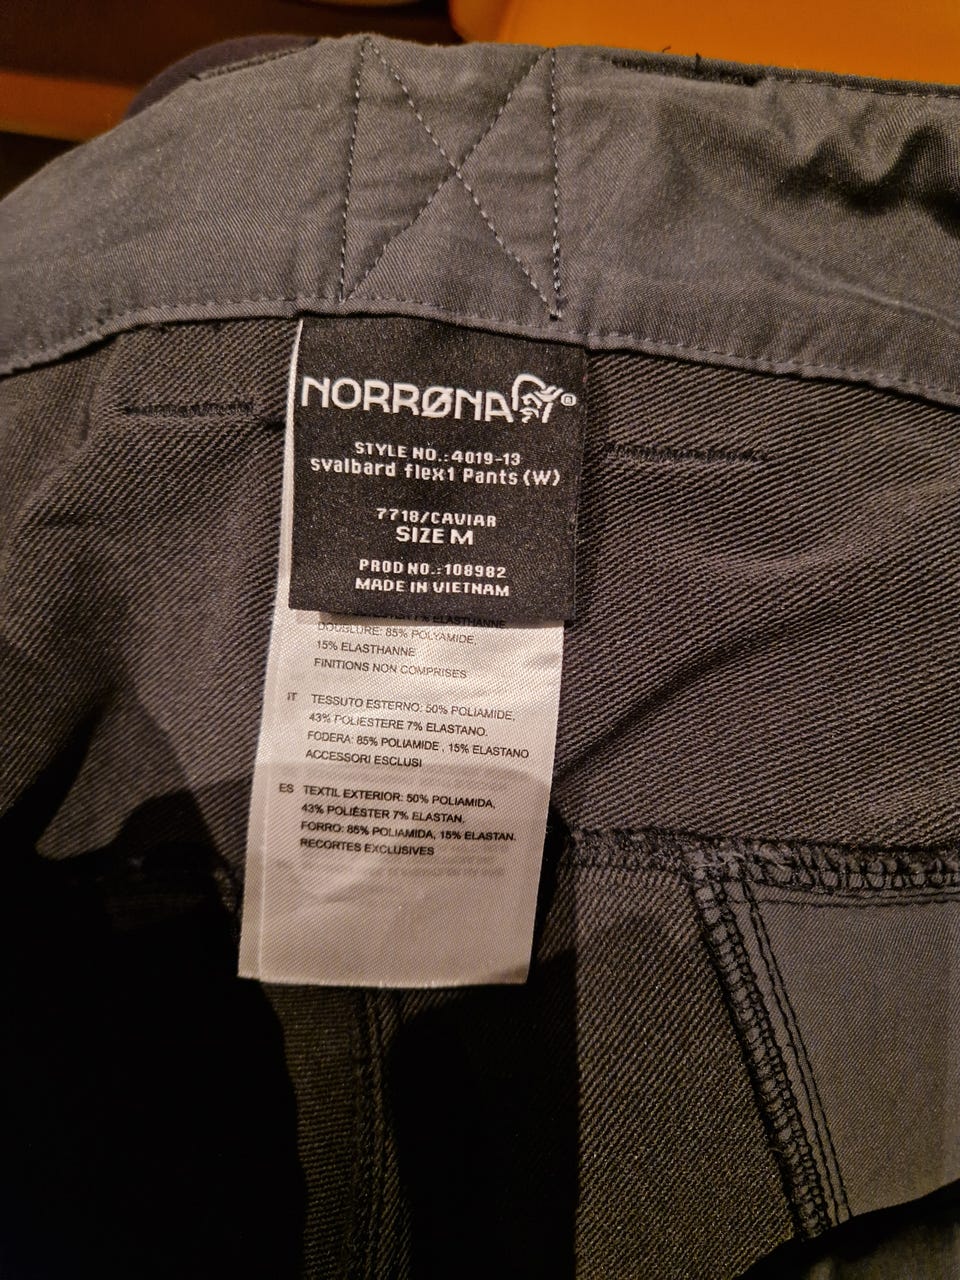 NORRØNA®
STYLE NO.:4019-13
svalbard flex1 Pants (W)
7718/CAVIAR
SIZE M
PROD NO.:108982
MADE IN VIETNAM
7% ELASTHANNE
DOUBLURE: 85% POLYAMIDE,
15% ELASTHANNE
FINITIONS NON COMPRISES
IT TESSUTO ESTERNO: 50% POLIAMIDE,
43% POLIESTERE 7% ELASTANO.
FODERA: 85% POLIAMIDE , 15% ELASTANO
ACCESSORI ESCLUSI
ES TEXTIL EXTERIOR: 50% POLIAMIDA,
43% POLIÉSTER 7% ELASTAN.
FORRO: 85% POLIAMIDA, 15% ELASTAN.
RECORTES EXCLUSIVES